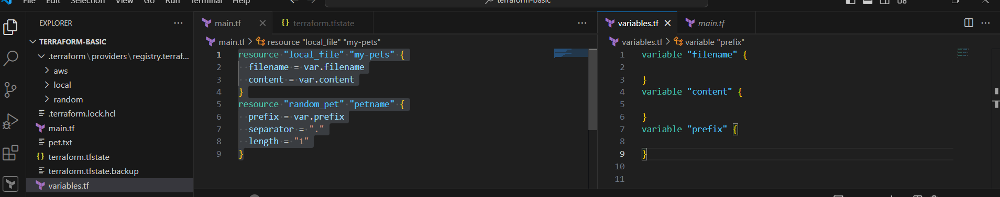 File Edit Selection View Go Run Terminal Help
terraform-basic
EXPLORER
TERRAFORM-BASIC
.terraform\providers\registry.terraf...
aws
local
random
.terraform.lock.hcl
main.tf
pet.txt
terraform.tfstate
terraform.tfstate.backup
variables.tf
main.tf
terraform.tfstate
main.tf > resource "local_file" "my-pets"
1 resource "local_file" "my-pets" {
2 filename = var.filename
3 content = var.content
4 }
5 resource "random_pet" "petname" {
6 prefix = var.prefix
7 separator = "."
8 length = "1"
9 }
variables.tf
main.tf
variables.tf > variable "prefix"
1 variable "filename" {
2
3 }
4 variable "content" {
5
6 }
7 variable "prefix" {
8
9 }
10
11